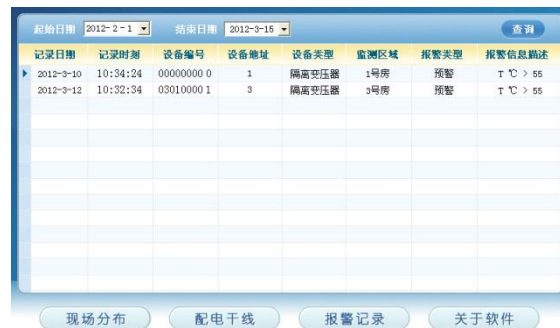 起始日期 2012-2-1 结束日期 2012-3-15 查询
记录日期 记录时刻 设备编号 设备地址 设备类型 监测区域 报警类型 报警信息描述
2012-3-10 10:34:24 00000000 0 1 隔离变压器 1号房 预警 T ℃ > 55
2012-3-12 10:32:34 03010000 1 3 隔离变压器 3号房 预警 T ℃ > 55
现场分布 配电干线 报警记录 关于软件